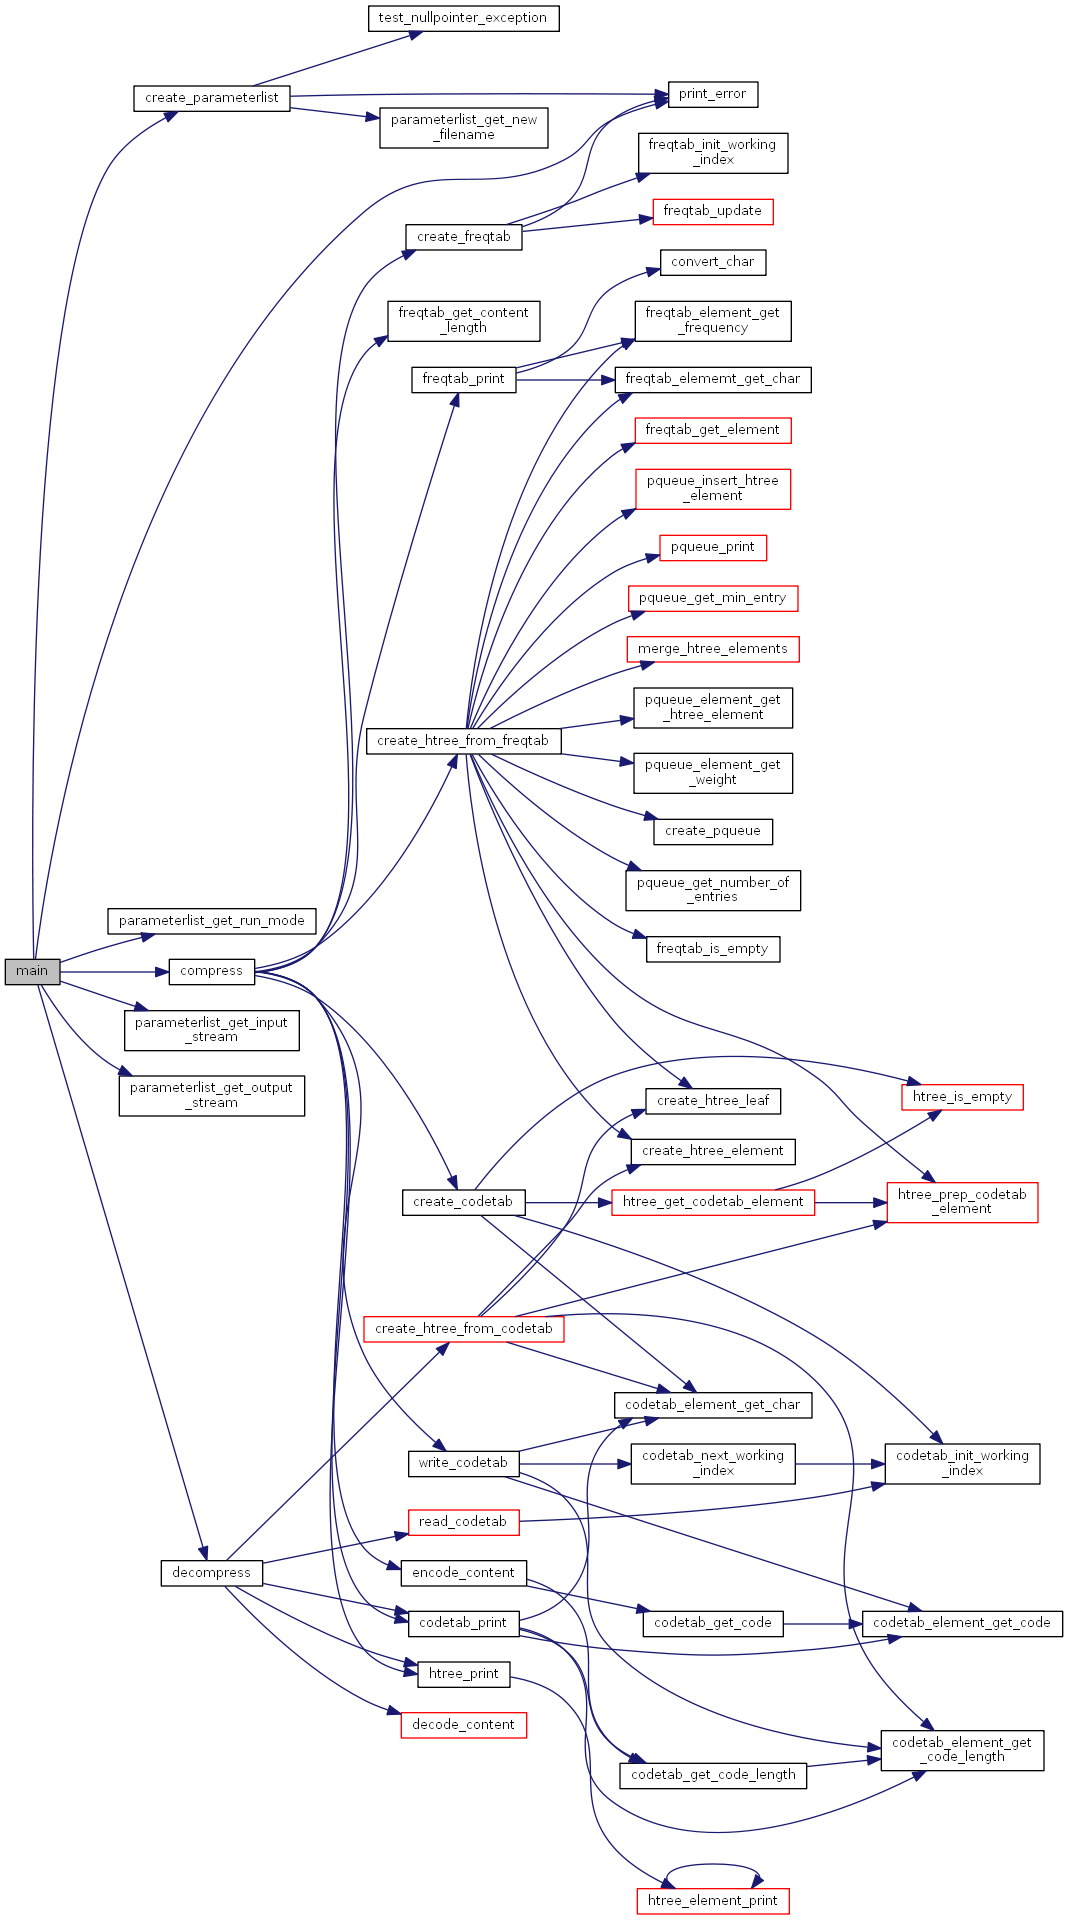 test_nullpointer_exception
create_parameterlist
print_error
parameterlist_get_new
_filename
freqtab_init_working
_index
freqtab_update
create_freqtab
convert_char
freqtab_get_content
_length
freqtab_element_get
_frequency
freqtab_print
freqtab_elememt_get_char
freqtab_get_element
pqueue_insert_htree
_element
pqueue_print
pqueue_get_min_entry
merge_htree_elements
pqueue_element_get
_htree_element
create_htree_from_freqtab
pqueue_element_get
_weight
create_pqueue
pqueue_get_number_of
_entries
parameterlist_get_run_mode
freqtab_is_empty
main
compress
parameterlist_get_input
_stream
parameterlist_get_output
_stream
create_htree_leaf
htree_is_empty
create_htree_element
create_codetab
htree_get_codetab_element
htree_prep_codetab
_element
create_htree_from_codetab
codetab_element_get_char
write_codetab
codetab_next_working
_index
codetab_init_working
_index
read_codetab
decompress
encode_content
codetab_print
codetab_get_code
codetab_element_get_code
htree_print
decode_content
codetab_element_get
_code_length
codetab_get_code_length
htree_element_print